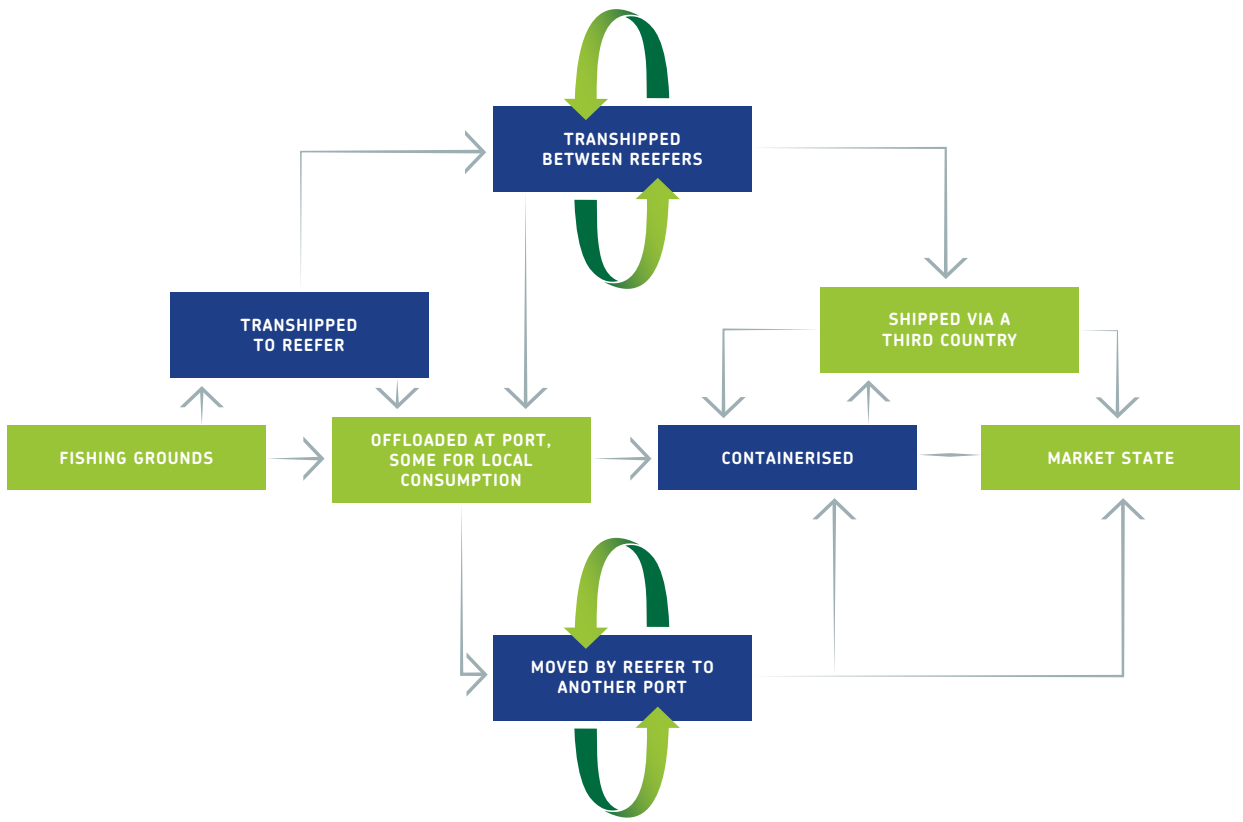 TRANSHIPPED
BETWEEN REEFERS
SHIPPED VIA A
THIRD COUNTRY
TRANSHIPPED
TO REEFER
FISHING GROUNDS
OFFLOADED AT PORT,
SOME FOR LOCAL
CONSUMPTION
CONTAINERISED
MARKET STATE
MOVED BY REEFER TO
ANOTHER PORT